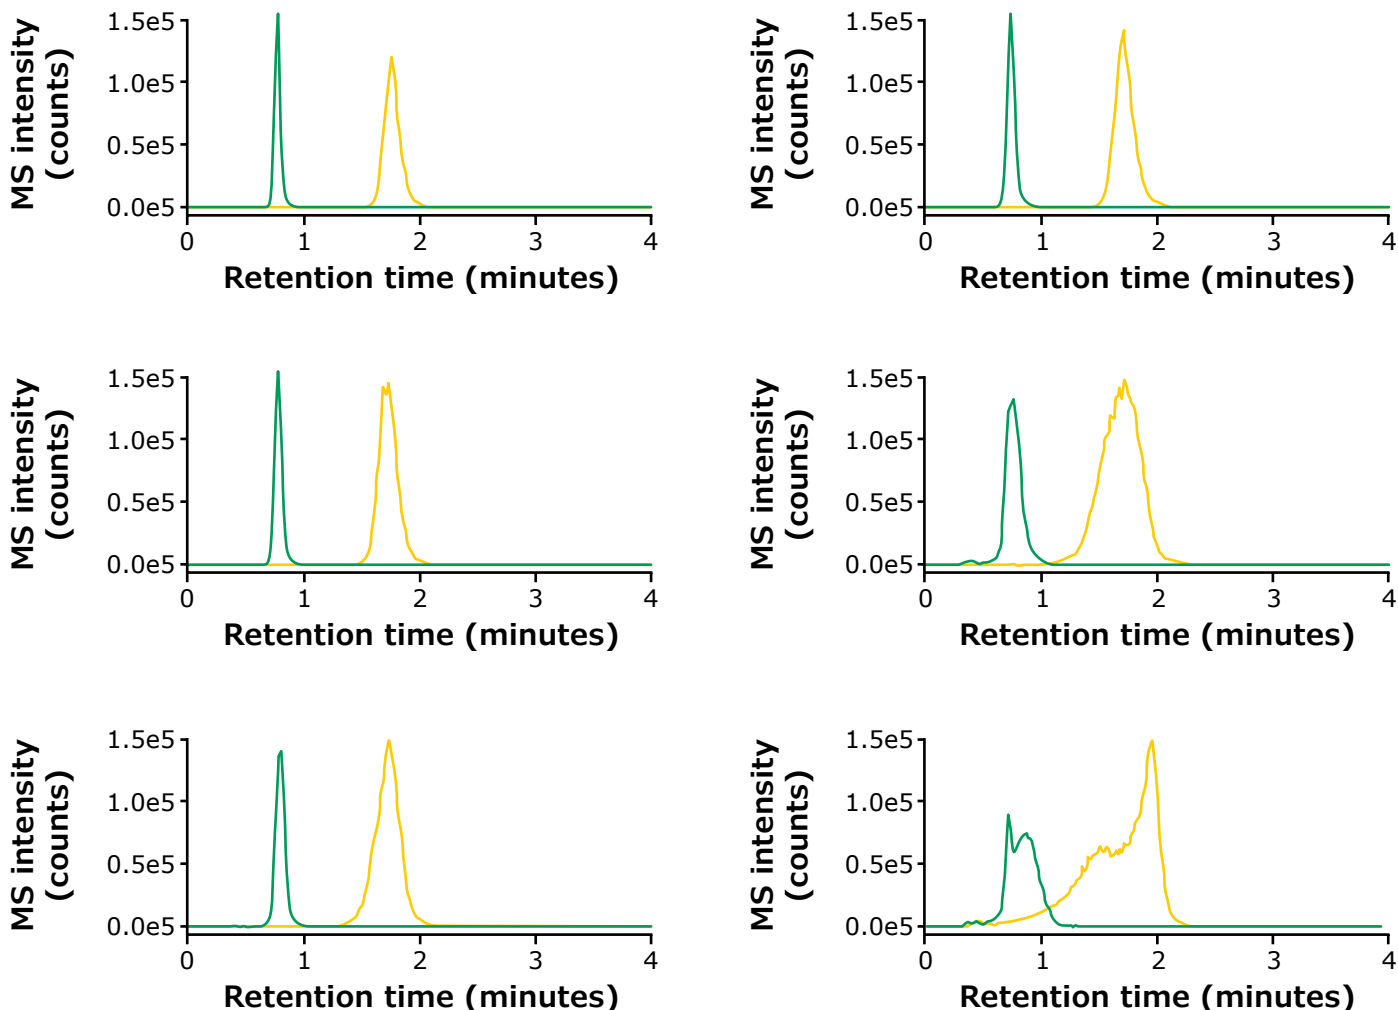 MS intensity
(counts)
1.5e5
1.0e5
0.5e5
0.0e5
0 1 2 3 4
Retention time (minutes)
MS intensity
(counts)
1.5e5
1.0e5
0.5e5
0.0e5
0 1 2 3 4
Retention time (minutes)
MS intensity
(counts)
1.5e5
1.0e5
0.5e5
0.0e5
0 1 2 3 4
Retention time (minutes)
MS intensity
(counts)
1.5e5
1.0e5
0.5e5
0.0e5
0 1 2 3 4
Retention time (minutes)
MS intensity
(counts)
1.5e5
1.0e5
0.5e5
0.0e5
0 1 2 3 4
Retention time (minutes)
MS intensity
(counts)
1.5e5
1.0e5
0.5e5
0.0e5
0 1 2 3 4
Retention time (minutes)